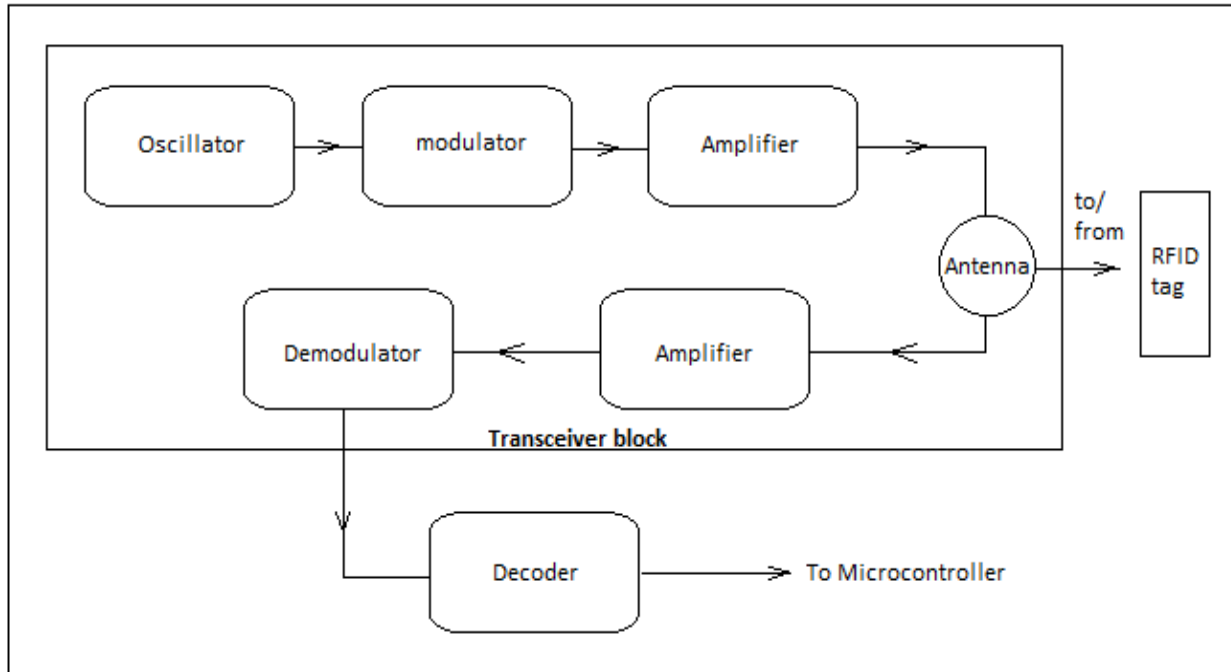 Oscillator
modulator
Amplifier
to/
from
Antenna
RFID
tag
Demodulator
Amplifier
Transceiver block
Decoder
To Microcontroller